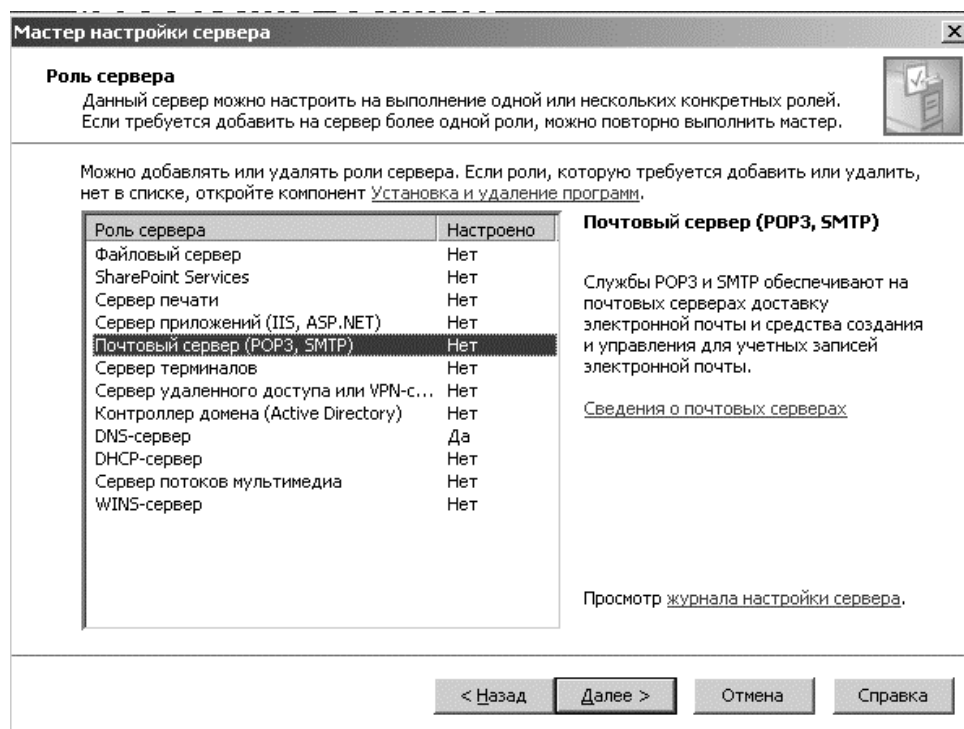 Мастер настройки сервера
Роль сервера
Данный сервер можно настроить на выполнение одной или нескольких конкретных ролей.
Если требуется добавить на сервер более одной роли, можно повторно выполнить мастер.
Можно добавлять или удалять роли сервера. Если роли, которую требуется добавить или удалить,
нет в списке, откройте компонент Установка и удаление программ.
Роль сервера Настроено
Файловый сервер Нет
SharePoint Services Нет
Сервер печати Нет
Сервер приложений (IIS, ASP.NET) Нет
Почтовый сервер (POP3, SMTP) Нет
Сервер терминалов Нет
Сервер удаленного доступа или VPN-с... Нет
Контроллер домена (Active Directory) Нет
DNS-сервер Да
DHCP-сервер Нет
Сервер потоков мультимедиа Нет
WINS-сервер Нет
Почтовый сервер (POP3, SMTP)
Службы POP3 и SMTP обеспечивают на
почтовых серверах доставку
электронной почты и средства создания
и управления для учетных записей
электронной почты.
Сведения о почтовых серверах
Просмотр журнала настройки сервера.
< Назад Далее > Отмена Справка